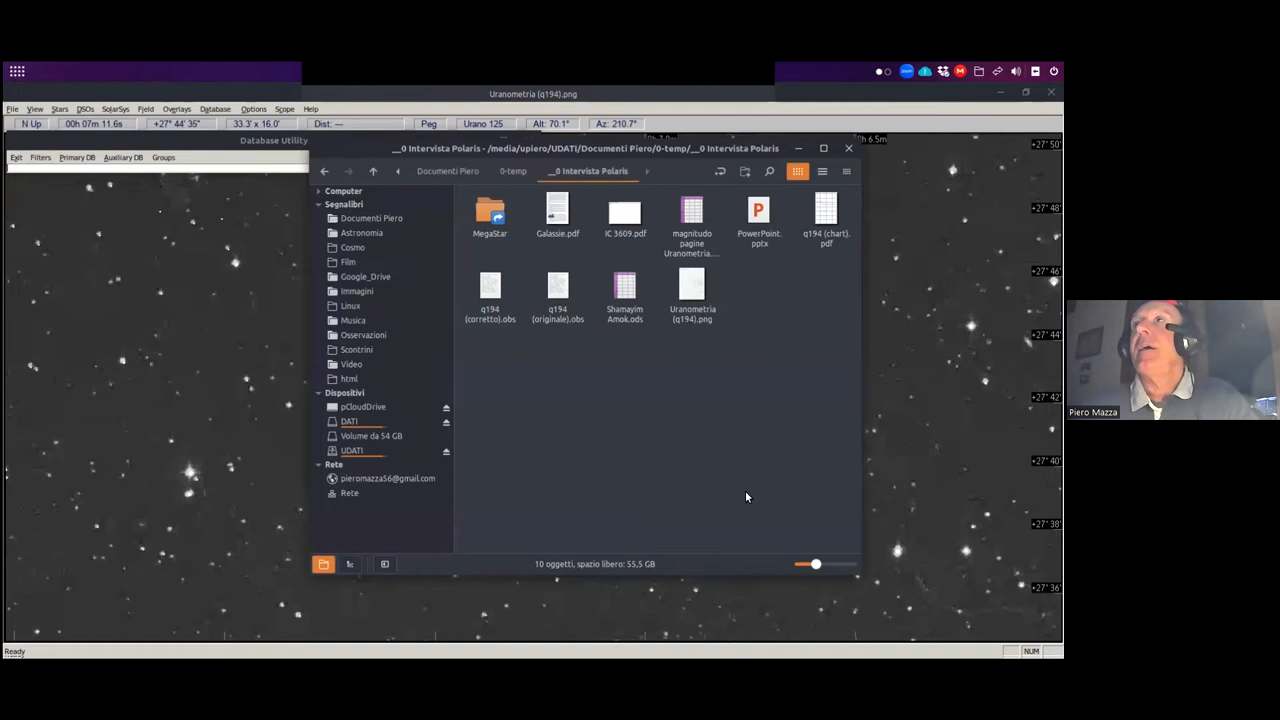 Uranometria (q194).png
File View Stars DSOs SolarSys Field Overlays Database Options Scope Help
N Up 00h 07m 11.6s +27° 44' 35" 33.3' x 16.0' Dist: --- Peg Urano 125 Alt: 70.1° Az: 210.7°
Database Utility
0h 6.5m
+27° 50'
Exit Filters Primary DB Auxiliary DB Groups
__0 Intervista Polaris - /media/upiero/UDATI/Documenti Piero/0-temp/__0 Intervista Polaris
Documenti Piero 0-temp __0 Intervista Polaris
Computer
Segnalibri
Documenti Piero
Astronomia
Cosmo
Film
Google_Drive
Immagini
Linux
Musica
Osservazioni
Scontrini
Video
html
Dispositivi
pCloudDrive
DATI
Volume da 54 GB
UDATI
Rete
pieromazza56@gmail.com
Rete
MegaStar
Galassie.pdf
IC 3609.pdf
magnitudo
pagine
Uranometria....
PowerPoint.
pptx
q194 (chart).
pdf
q194
(corretto).obs
q194
(originale).obs
Shamayim
Amok.ods
Uranometria
(q194).png
10 oggetti, spazio libero: 55,5 GB
+27° 48'
+27° 46'
+27° 44'
+27° 42'
+27° 40'
+27° 38'
+27° 36'
Ready
NUM
Piero Mazza